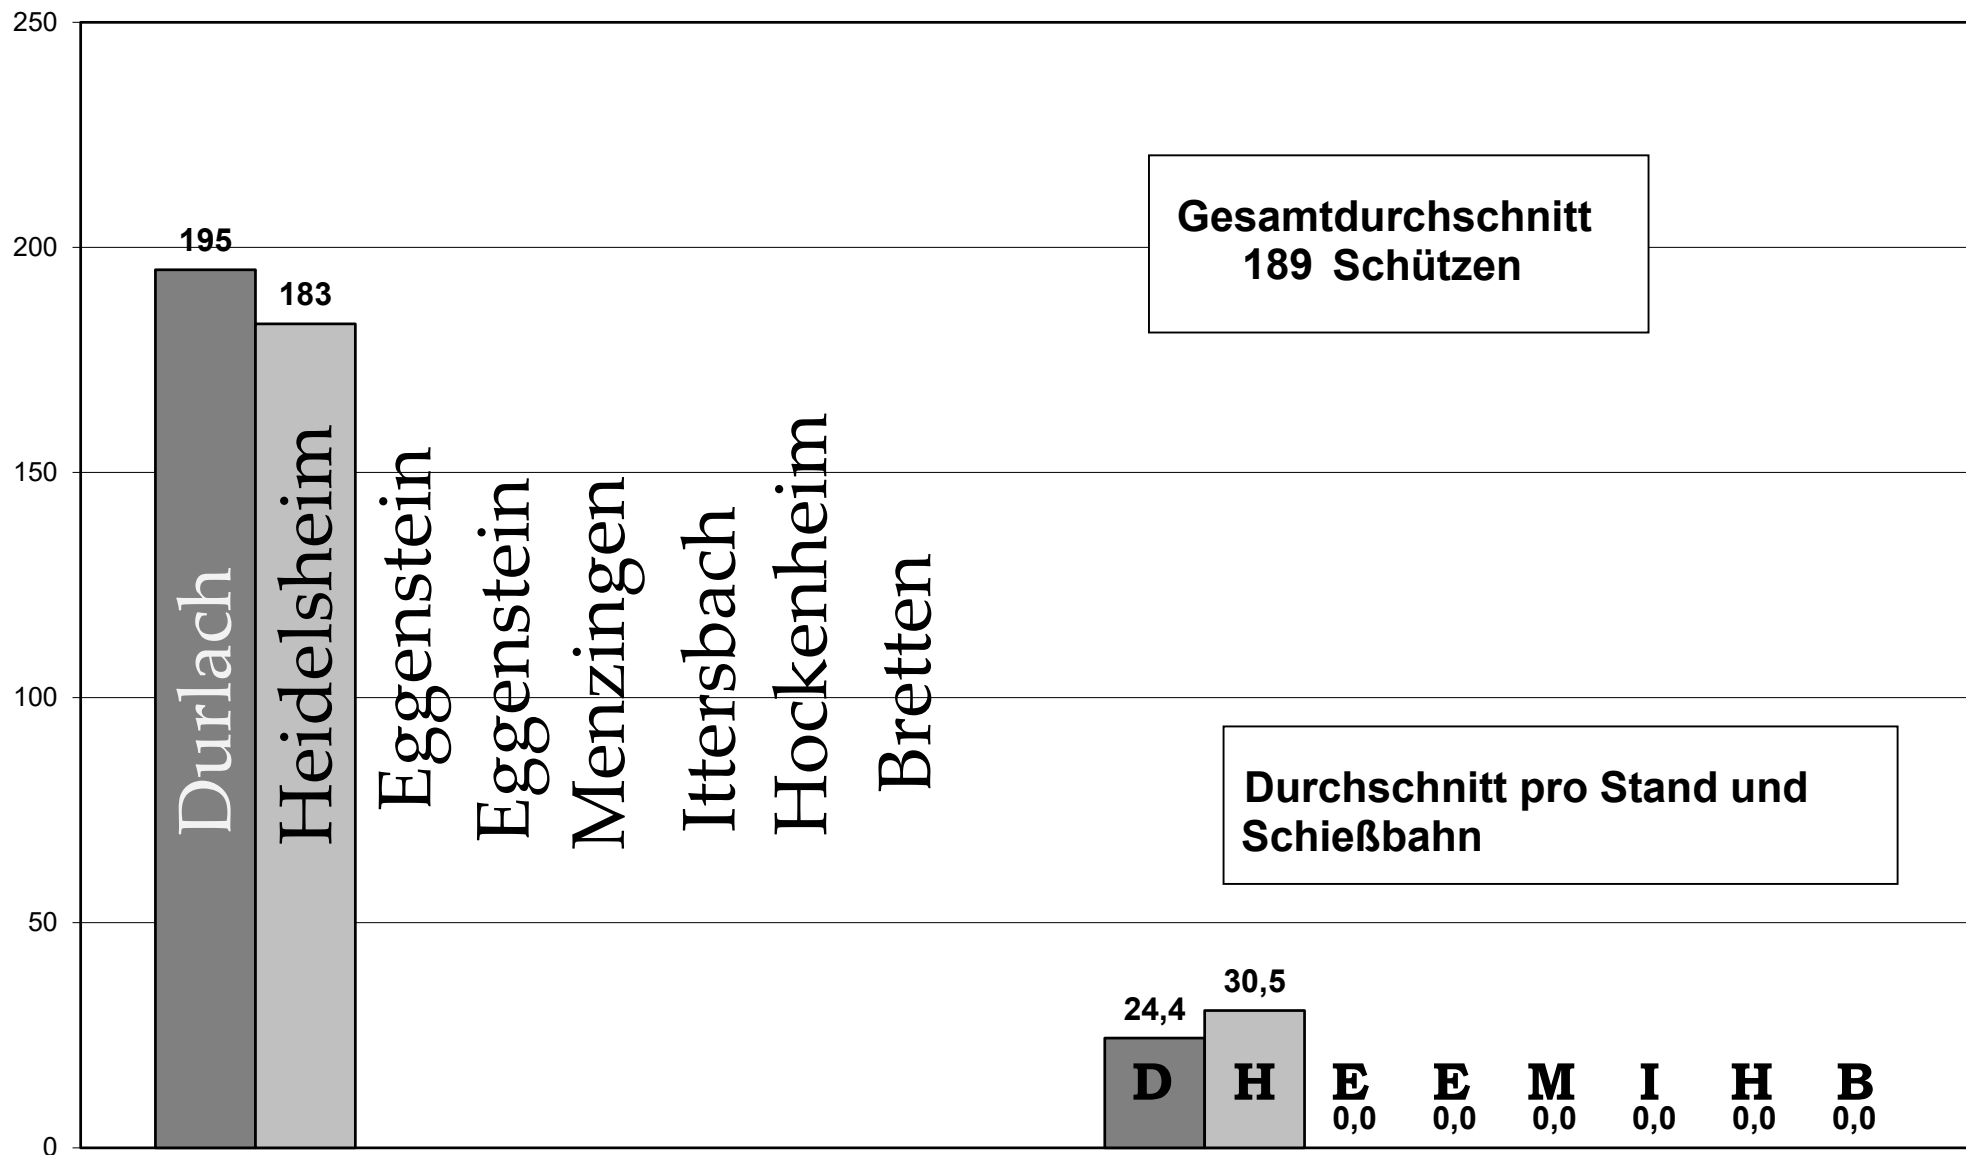 250
200
150
100
50
0
195
183
Durlach
Heidelsheim
Eggenstein
Eggenstein
Menzingen
Ittersbach
Hockenheim
Bretten
Gesamtdurchschnitt
189 Schützen
Durchschnitt pro Stand und
Schießbahn
24,4
30,5
D H E E M I H B
0,0 0,0 0,0 0,0 0,0 0,0